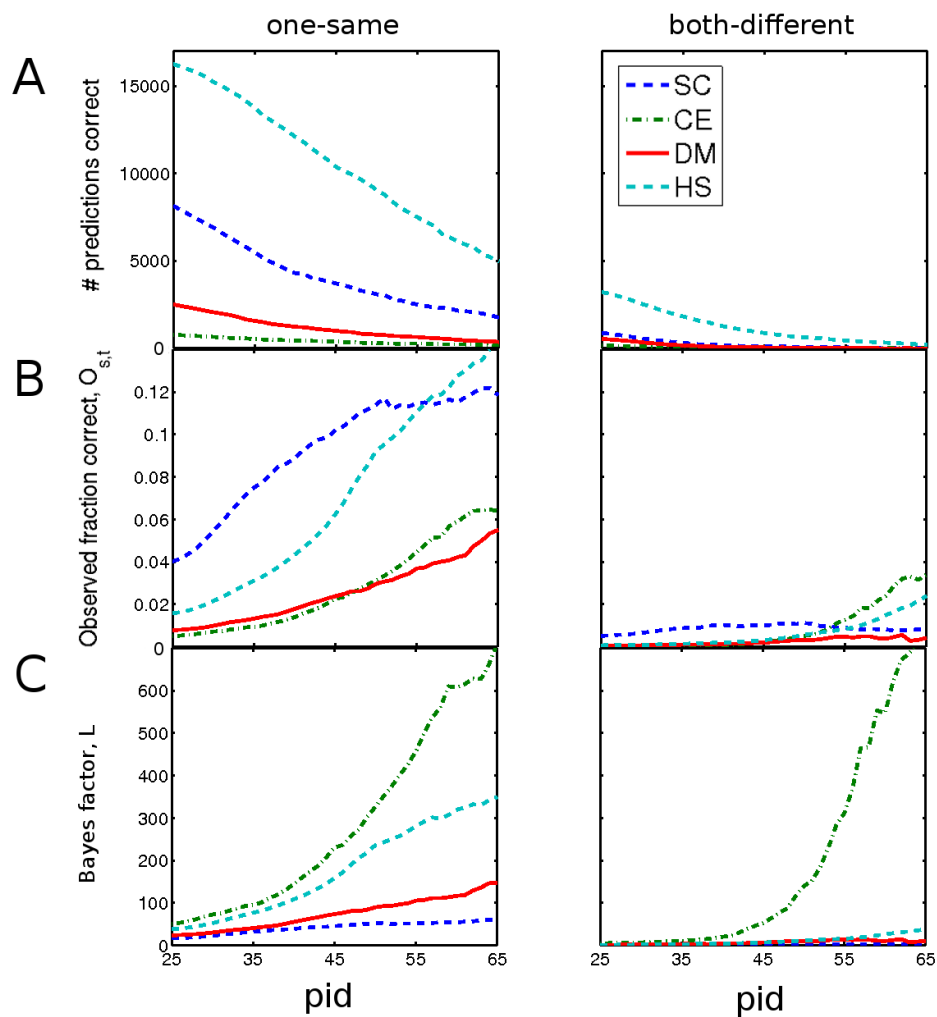 one-same
both-different
A
# predictions correct
15000
10000
5000
0
SC
CE
DM
HS
B
Observed fraction correct, Os,t
0.12
0.1
0.08
0.06
0.04
0.02
0
C
Bayes factor, L
600
500
400
300
200
100
0
25 35 45 55 65
25 35 45 55 65
pid
pid